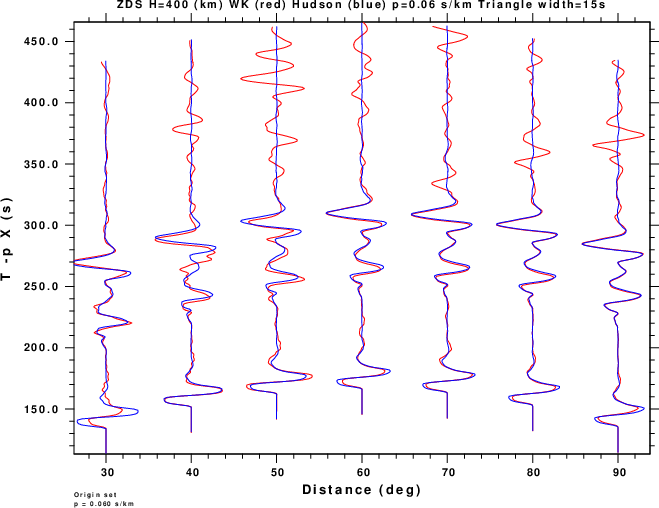 ZDS H=400 (km) WK (red) Hudson (blue) p=0.06 s/km Triangle width=15s
450.0
400.0
350.0
300.0
250.0
200.0
150.0
T -p X (s)
30 40 50 60 70 80 90
Distance (deg)
Origin set
p = 0.060 s/km